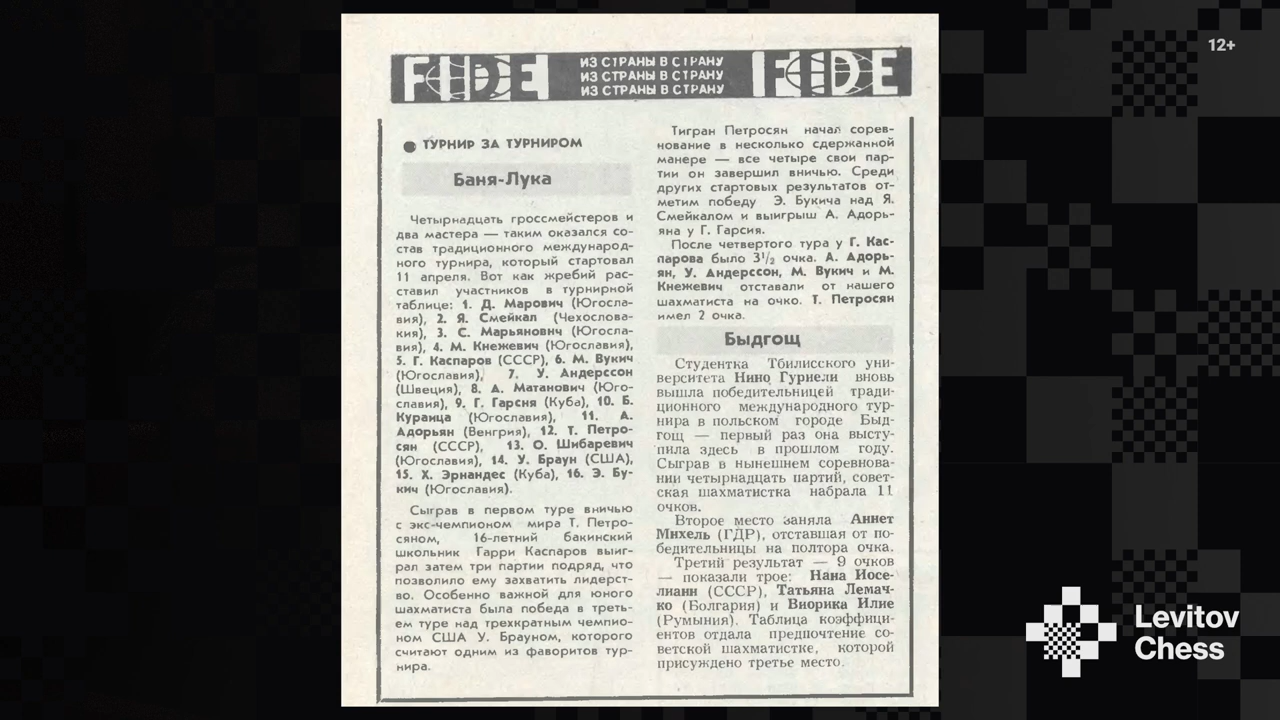 12+
FIDE
ИЗ СТРАНЫ В СТРАНУ
ИЗ СТРАНЫ В СТРАНУ
ИЗ СТРАНЫ В СТРАНУ
FIDE
● ТУРНИР ЗА ТУРНИРОМ
Баня-Лука
Четырнадцать гроссмейстеров и
два мастера — таким оказался со-
став традиционного международ-
ного турнира, который стартовал
11 апреля. Вот как жребий рас-
ставил участников в турнирной
таблице: 1. Д. Марович (Югосла-
вия), 2. Я. Смейкал (Чехослова-
кия), 3. С. Марьянович (Югосла-
вия), 4. М. Кнежевич (Югославия),
5. Г. Каспаров (СССР), 6. М. Вукич
(Югославия), 7. У. Андерссон
(Швеция), 8. А. Матанович (Юго-
славия), 9. Г. Гарсия (Куба), 10. Б.
Кураица (Югославия), 11. А.
Адорьян (Венгрия), 12. Т. Петро-
сян (СССР), 13. О. Шибаревич
(Югославия), 14. У. Браун (США),
15. Х. Эрнандес (Куба), 16. Э. Бу-
кич (Югославия).
Сыграв в первом туре вничью
с экс-чемпионом мира Т. Петро-
сяном, 16-летний бакинский
школьник Гарри Каспаров выиг-
рал затем три партии подряд, что
позволило ему захватить лидерст-
во. Особенно важной для юного
шахматиста была победа в треть-
ем туре над трехкратным чемпио-
ном США У. Брауном, которого
считают одним из фаворитов тур-
нира.
Тигран Петросян начал сорев-
нование в несколько сдержанной
манере — все четыре свои пар-
тии он завершил вничью. Среди
других стартовых результатов от-
метим победу Э. Букича над Я.
Смейкалом и выигрыш А. Адорь-
яна у Г. Гарсия.
После четвертого тура у Г. Кас-
парова было 3¹/₂ очка. А. Адорь-
ян, У. Андерссон, М. Вукич и М.
Кнежевич отставали от нашего
шахматиста на очко. Т. Петросян
имел 2 очка.
Быдгощ
Студентка Тбилисского уни-
верситета Нино Гуриели вновь
вышла победительницей тради-
ционного международного тур-
нира в польском городе Быд-
гощ — первый раз она высту-
пила здесь в прошлом году.
Сыграв в нынешнем соревнова-
нии четырнадцать партий, совет-
ская шахматистка набрала 11
очков.
Второе место заняла Аннет
Михель (ГДР), отставшая от по-
бедительницы на полтора очка.
Третий результат — 9 очков
— показали трое: Нана Иосе-
лиани (СССР), Татьяна Лемач-
ко (Болгария) и Виорика Илие
(Румыния). Таблица коэффици-
ентов отдала предпочтение со-
ветской шахматистке, которой
присуждено третье место.
Levitov
Chess